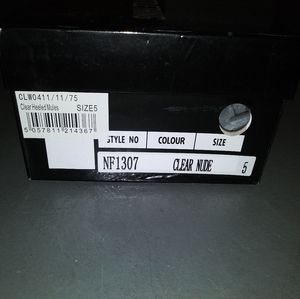 CLW0411/11/75
Clear Heeled Mules SIZE5
5 057811 214367
STYLE NO COLOUR SIZE
NF1307 CLEAR NUDE 5